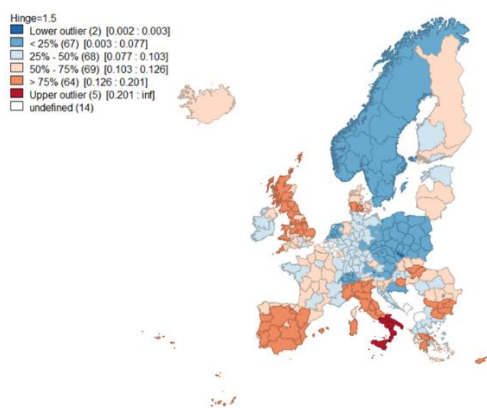 Hinge=1.5
Lower outlier (2) [0.002 : 0.003]
< 25% (67) [0.003 : 0.077]
25% - 50% (68) [0.077 : 0.103]
50% - 75% (69) [0.103 : 0.126]
> 75% (64) [0.126 : 0.201]
Upper outlier (5) [0.201 : inf]
undefined (14)